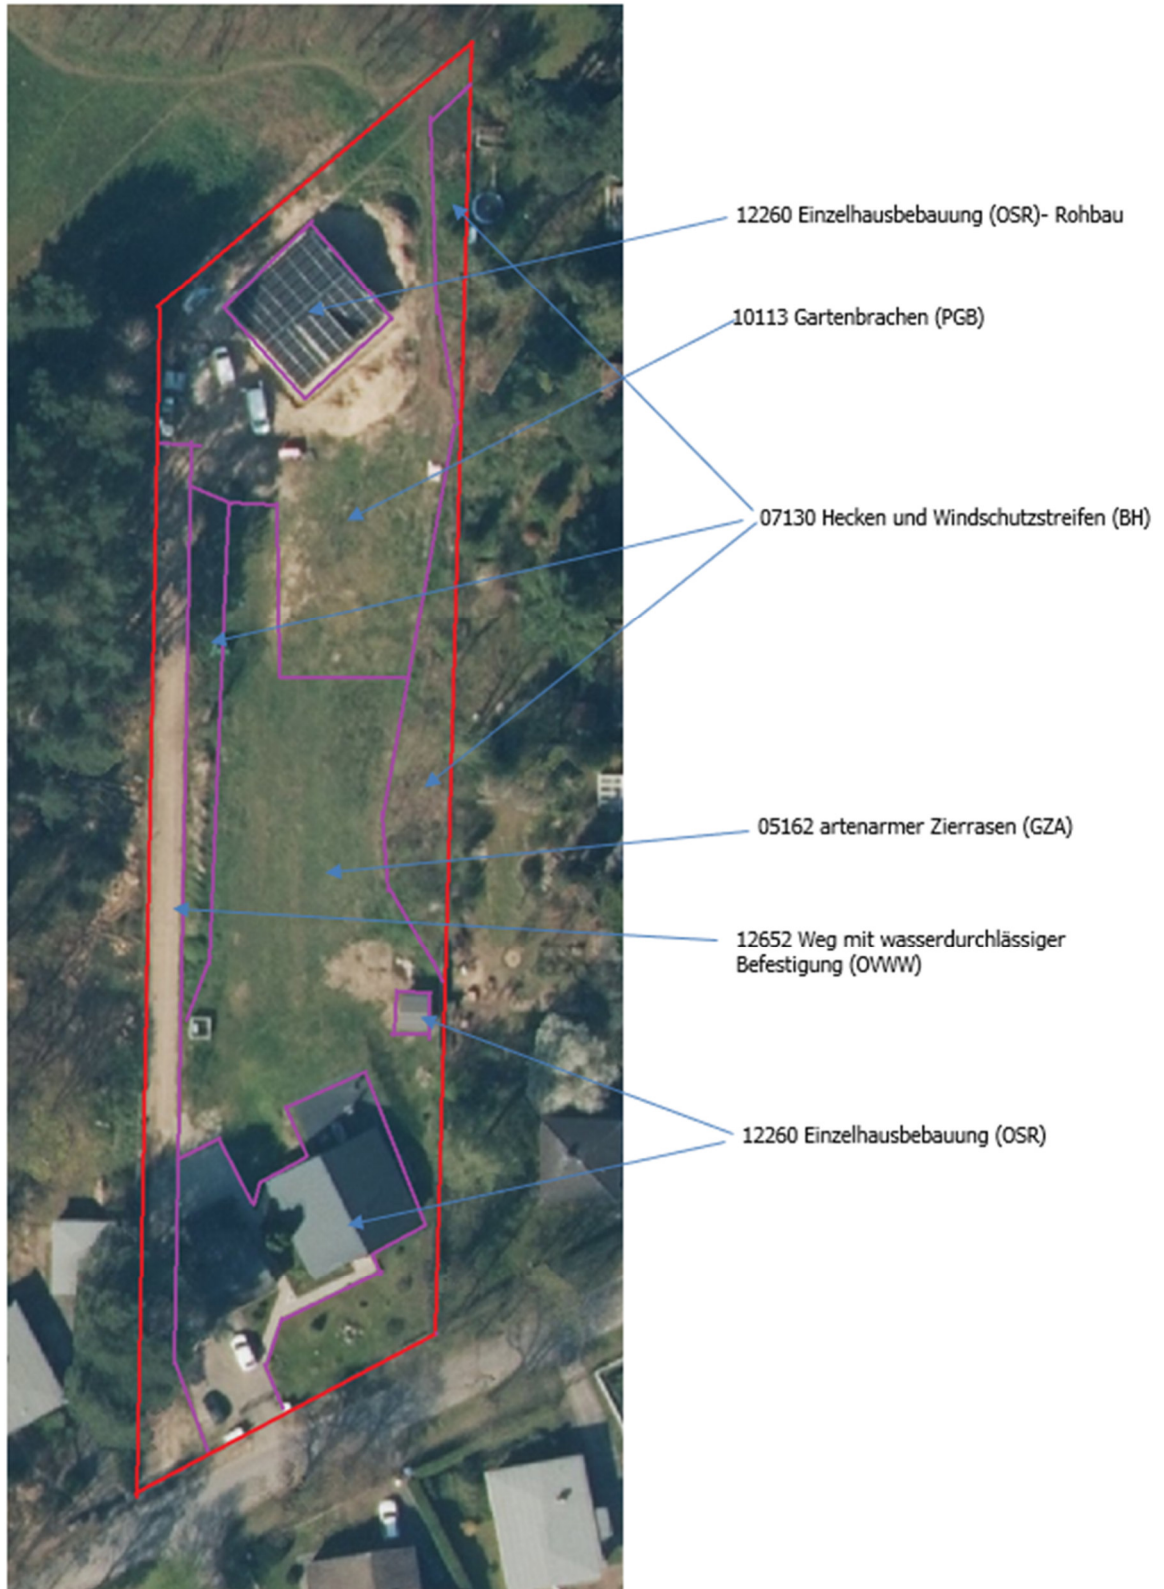 12260 Einzelhausbebauung (OSR)- Rohbau
10113 Gartenbrachen (PGB)
07130 Hecken und Windschutzstreifen (BH)
05162 artenarmer Zierrasen (GZA)
12652 Weg mit wasserdurchlässiger
Befestigung (OVWW)
12260 Einzelhausbebauung (OSR)